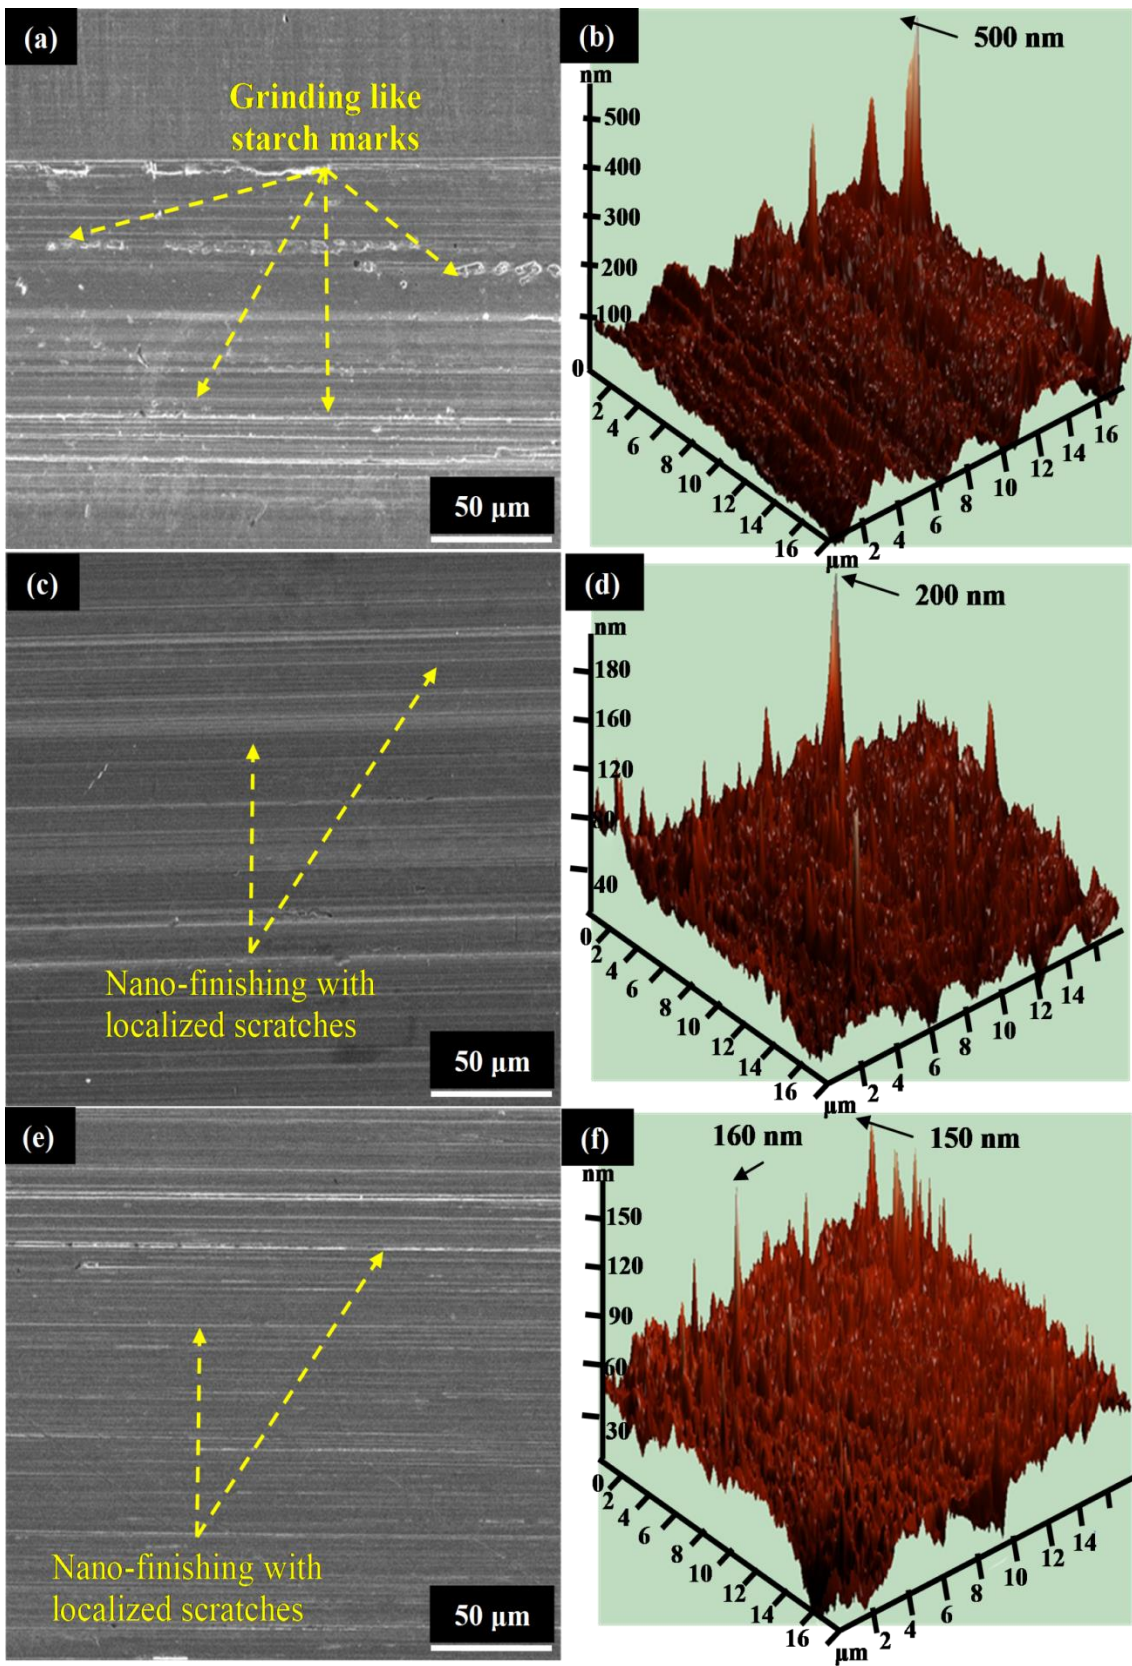 (a)
Grinding like
starch marks
50 µm
(b)
500 nm
nm
500
400
300
200
100
0
2
4
6
8
10
12
14
16
µm
2
4
6
8
10
12
14
16
(c)
Nano-finishing with
localized scratches
50 µm
(d)
200 nm
nm
180
160
120
80
40
0
2
4
6
8
10
12
14
16
µm
2
4
6
8
10
12
14
(e)
Nano-finishing with
localized scratches
50 µm
(f)
160 nm
150 nm
nm
150
120
90
60
30
0
2
4
6
8
10
12
14
16
µm
2
4
6
8
10
12
14